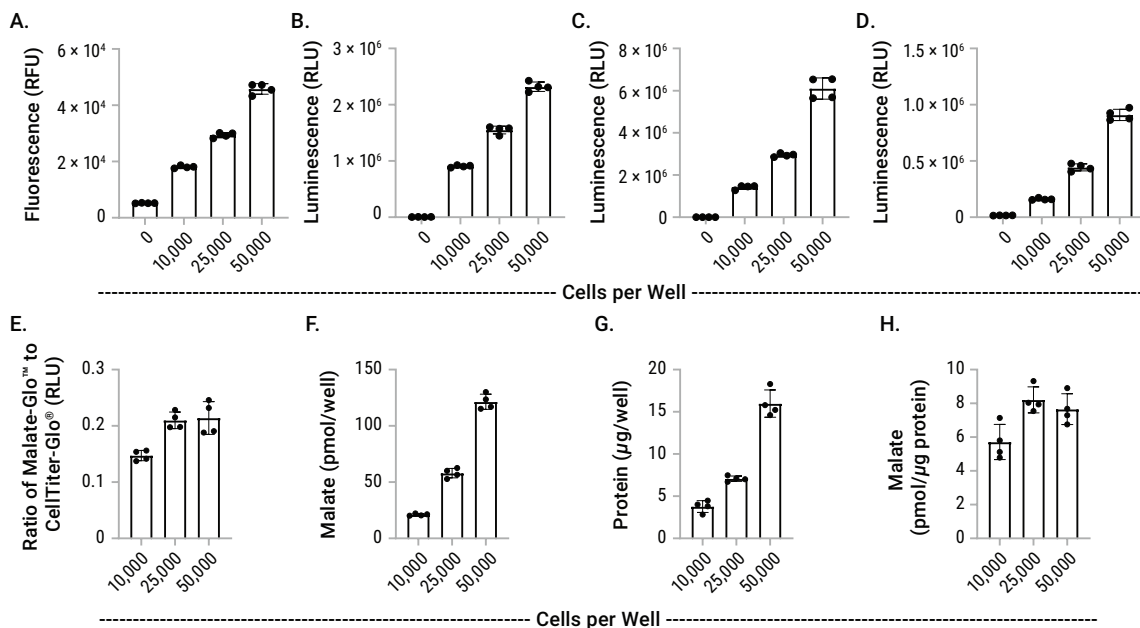 A.
Fluorescence (RFU)
6 × 10⁴
4 × 10⁴
2 × 10⁴
0
0
10,000
25,000
50,000
B.
Luminescence (RLU)
3 × 10⁶
2 × 10⁶
1 × 10⁶
0
0
10,000
25,000
50,000
C.
Luminescence (RLU)
8 × 10⁶
6 × 10⁶
4 × 10⁶
2 × 10⁶
0
0
10,000
25,000
50,000
D.
Luminescence (RLU)
1.5 × 10⁶
1.0 × 10⁶
0.5 × 10⁶
0
0
10,000
25,000
50,000
Cells per Well
E.
Ratio of Malate-Glo™ to
CellTiter-Glo® (RLU)
0.3
0.2
0.1
0
10,000
25,000
50,000
F.
Malate (pmol/well)
150
100
50
0
10,000
25,000
50,000
G.
Protein (µg/well)
20
15
10
5
0
10,000
25,000
50,000
H.
Malate
(pmol/µg protein)
10
8
6
4
2
0
10,000
25,000
50,000
Cells per Well